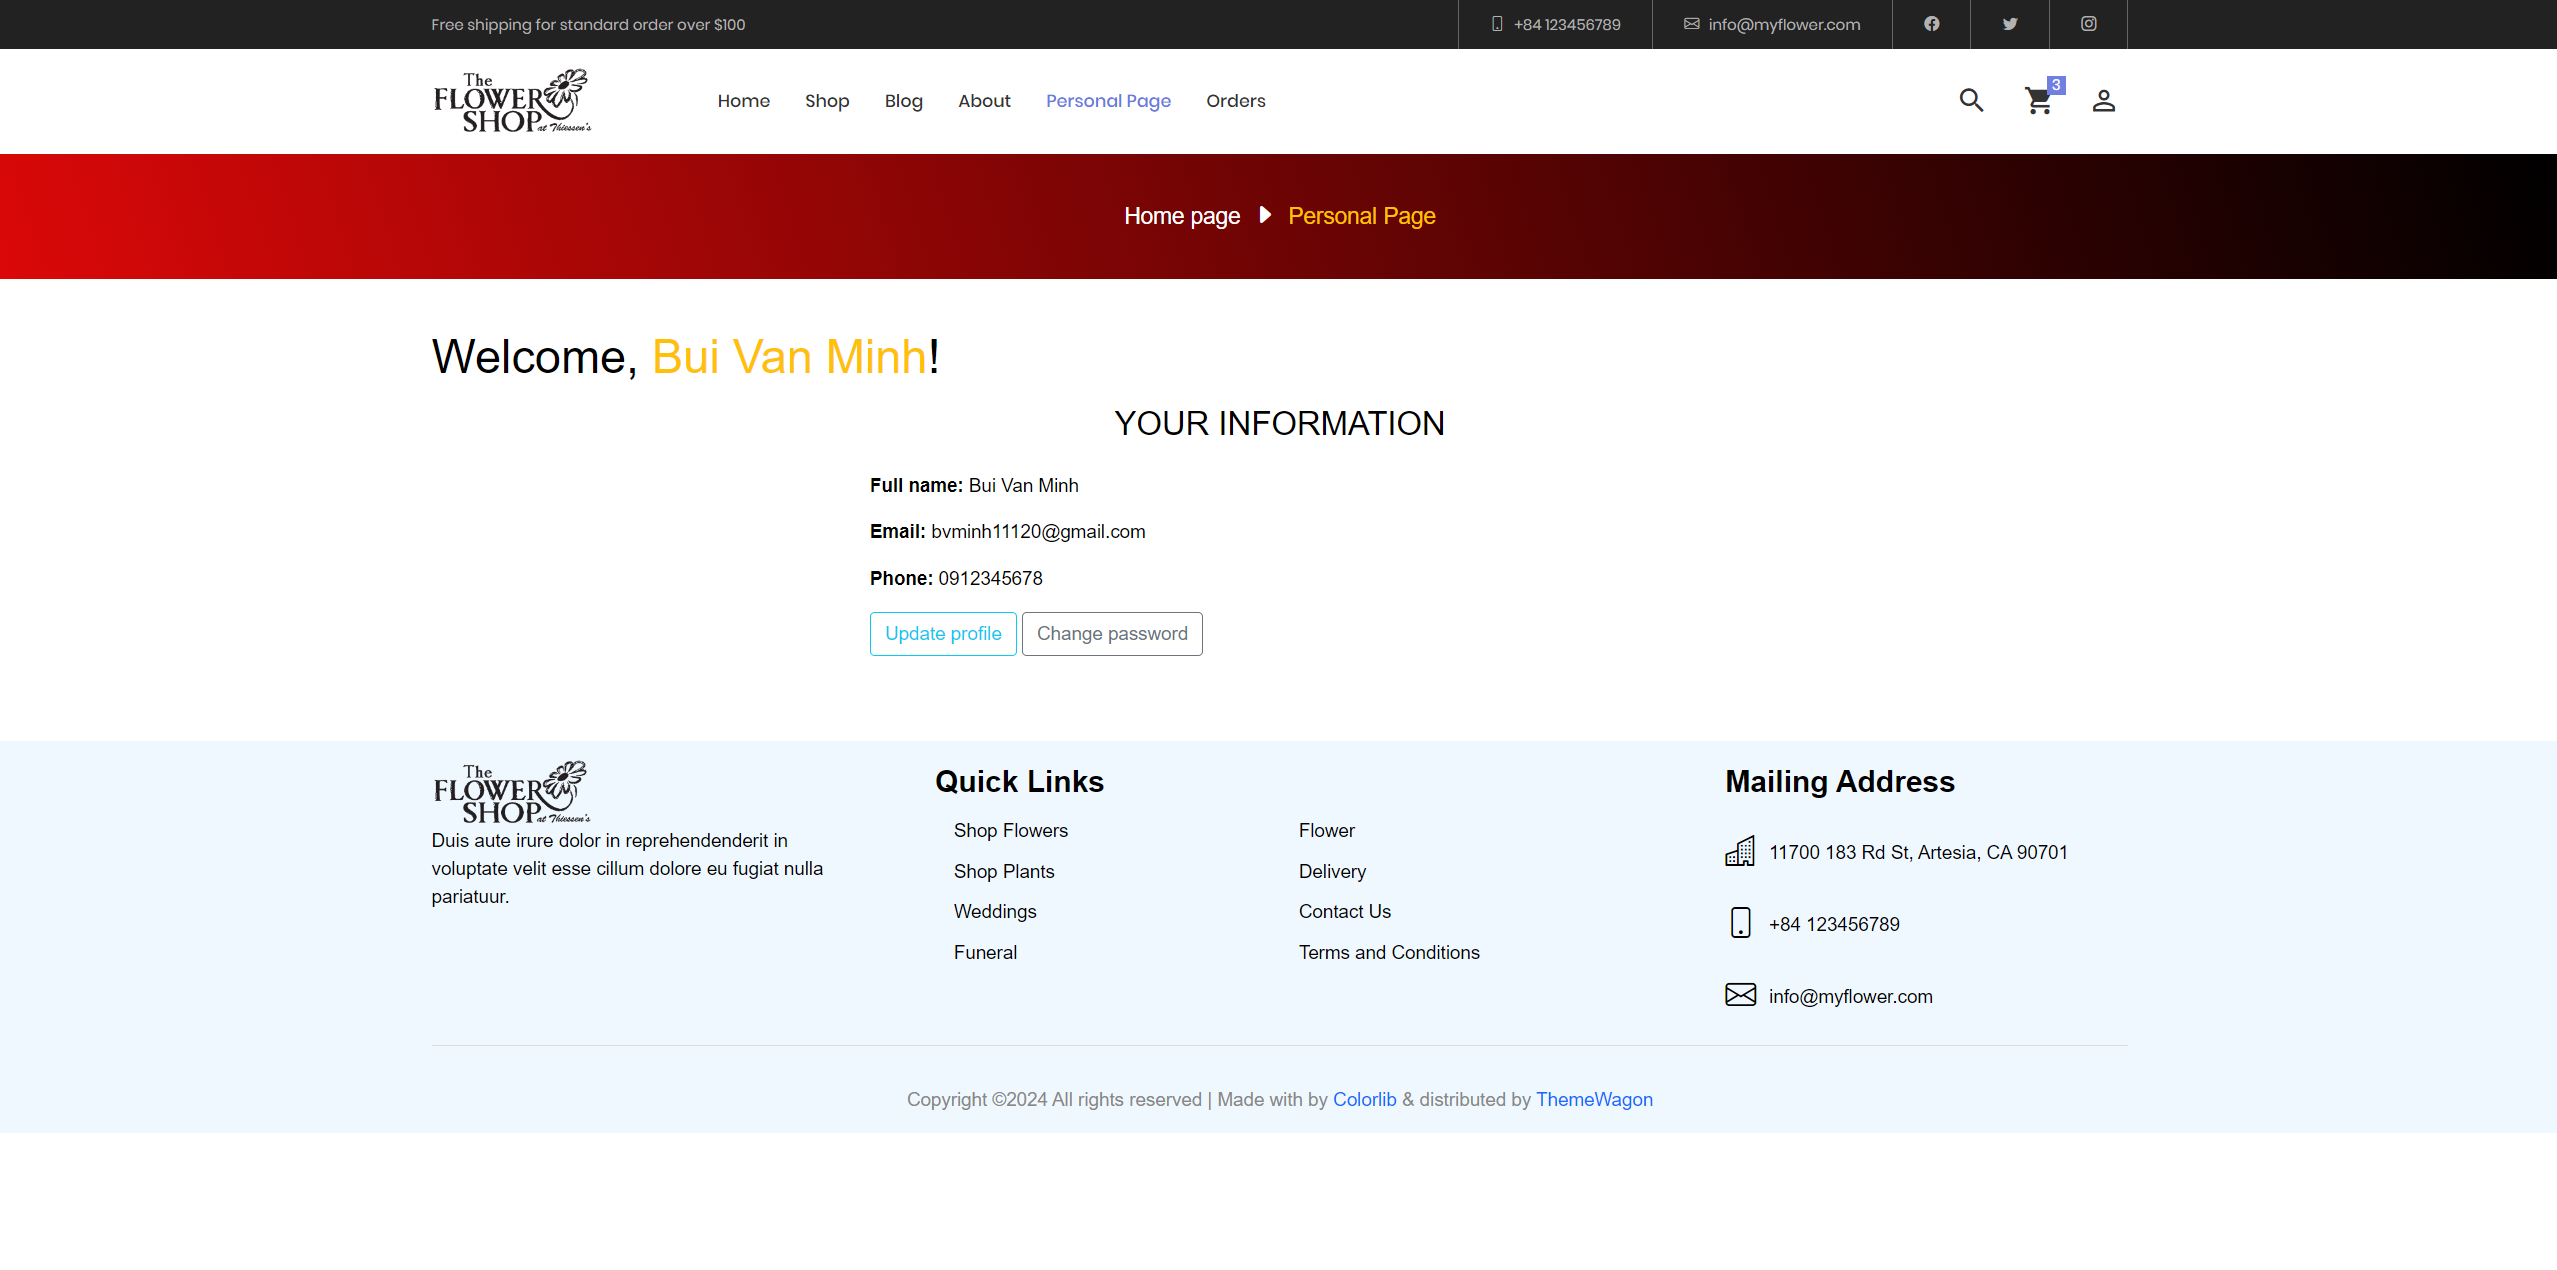 Free shipping for standard order over $100
+84 123456789
info@myflower.com
The
FLOWER
SHOP
at Thiessen's
Home
Shop
Blog
About
Personal Page
Orders
3
Home page
Personal Page
Welcome, Bui Van Minh!
YOUR INFORMATION
Full name: Bui Van Minh
Email: bvminh11120@gmail.com
Phone: 0912345678
Update profile
Change password
The
FLOWER
SHOP
at Thiessen's
Duis aute irure dolor in reprehendenderit in
voluptate velit esse cillum dolore eu fugiat nulla
pariatuur.
Quick Links
Shop Flowers
Shop Plants
Weddings
Funeral
Flower
Delivery
Contact Us
Terms and Conditions
Mailing Address
11700 183 Rd St, Artesia, CA 90701
+84 123456789
info@myflower.com
Copyright ©2024 All rights reserved | Made with by Colorlib & distributed by ThemeWagon